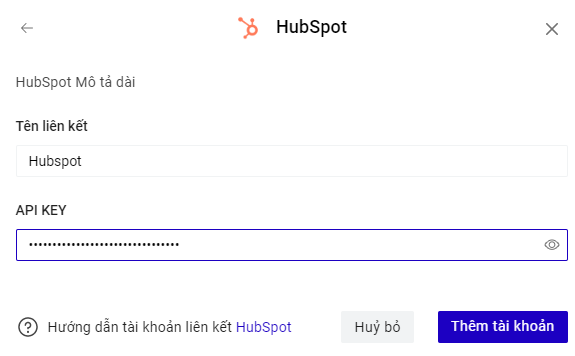 HubSpot
HubSpot Mô tả dài
Tên liên kết
Hubspot
API KEY
••••••••••••••••••••••••••••••••
Hướng dẫn tài khoản liên kết HubSpot
Huỷ bỏ
Thêm tài khoản